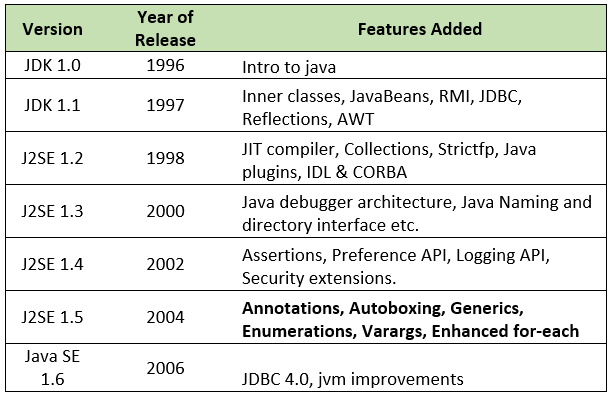 Version
Year of
Release
Features Added
JDK 1.0
1996
Intro to java
JDK 1.1
1997
Inner classes, JavaBeans, RMI, JDBC,
Reflections, AWT
J2SE 1.2
1998
JIT compiler, Collections, Strictfp, Java
plugins, IDL & CORBA
J2SE 1.3
2000
Java debugger architecture, Java Naming and
directory interface etc.
J2SE 1.4
2002
Assertions, Preference API, Logging API,
Security extensions.
J2SE 1.5
2004
Annotations, Autoboxing, Generics,
Enumerations, Varargs, Enhanced for-each
Java SE
1.6
2006
JDBC 4.0, jvm improvements